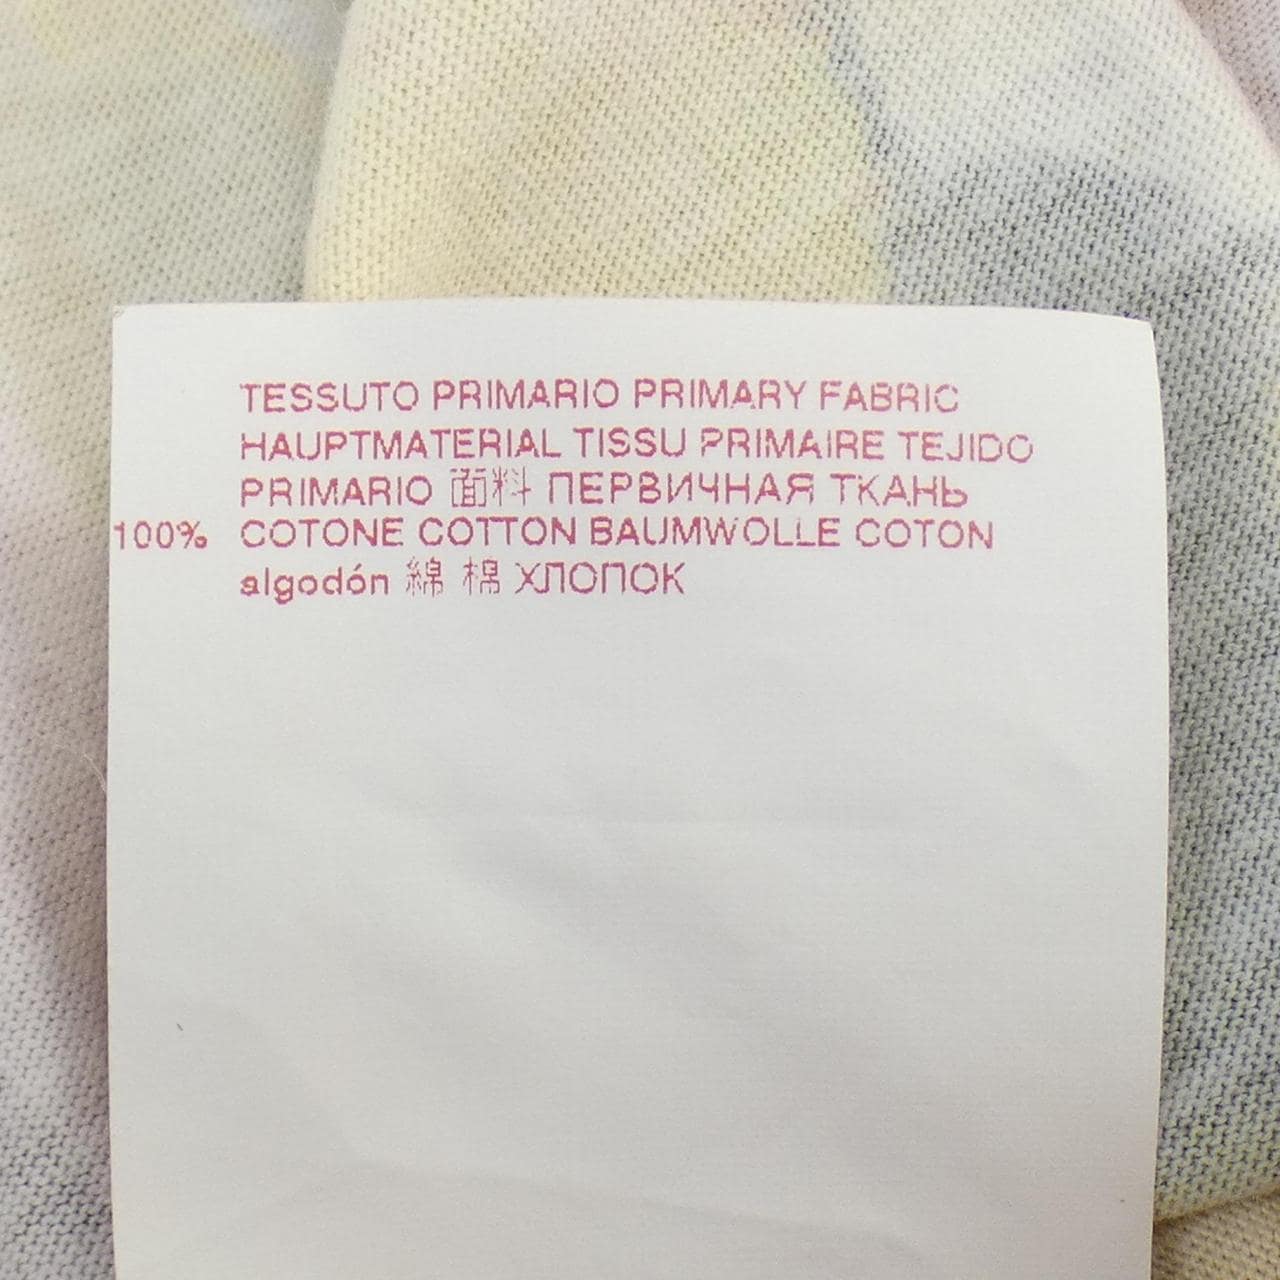 TESSUTO PRIMARIO PRIMARY FABRIC
HAUPTMATERIAL TISSU PRIMAIRE TEJIDO
PRIMARIO 面料 ПЕРВИЧНАЯ ТКАНЬ
100% COTONE COTTON BAUMWOLLE COTON
algodón 綿 棉 ХЛОПОК